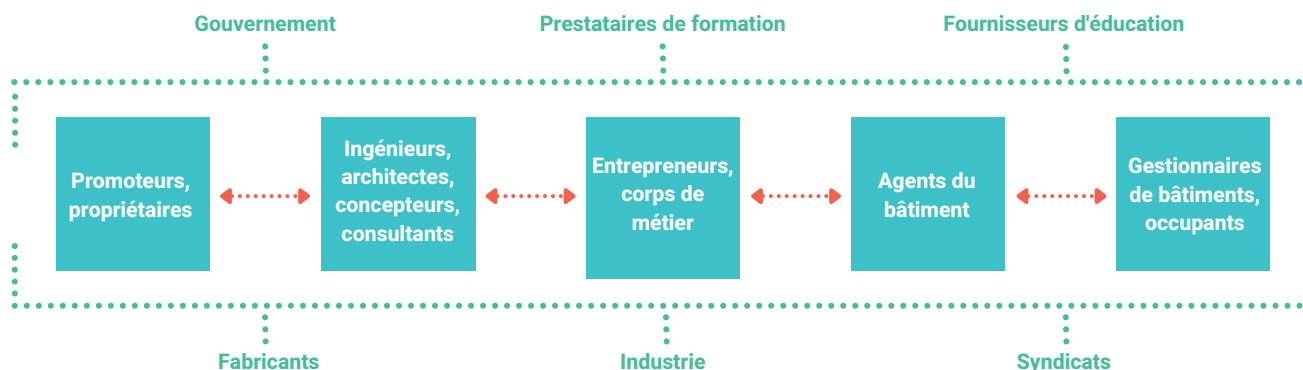 Gouvernement
Prestataires de formation
Fournisseurs d'éducation
Promoteurs,
propriétaires
Ingénieurs,
architectes,
concepteurs,
consultants
Entrepreneurs,
corps de
métier
Agents du
bâtiment
Gestionnaires
de bâtiments,
occupants
Fabricants
Industrie
Syndicats